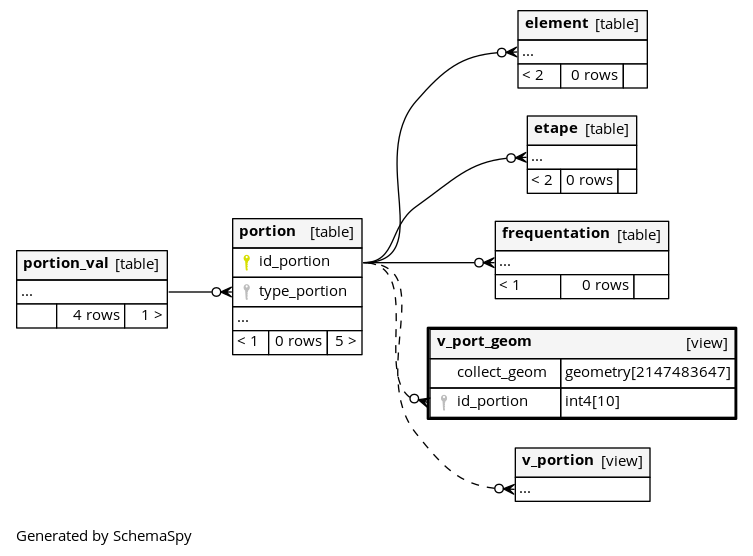 element [table]
...
< 2 0 rows
etape [table]
...
< 2 0 rows
portion [table]
id_portion
type_portion
...
< 1 0 rows 5 >
frequentation [table]
...
< 1 0 rows
portion_val [table]
...
4 rows 1 >
v_port_geom [view]
collect_geom geometry[2147483647]
id_portion int4[10]
v_portion [view]
...
Generated by SchemaSpy